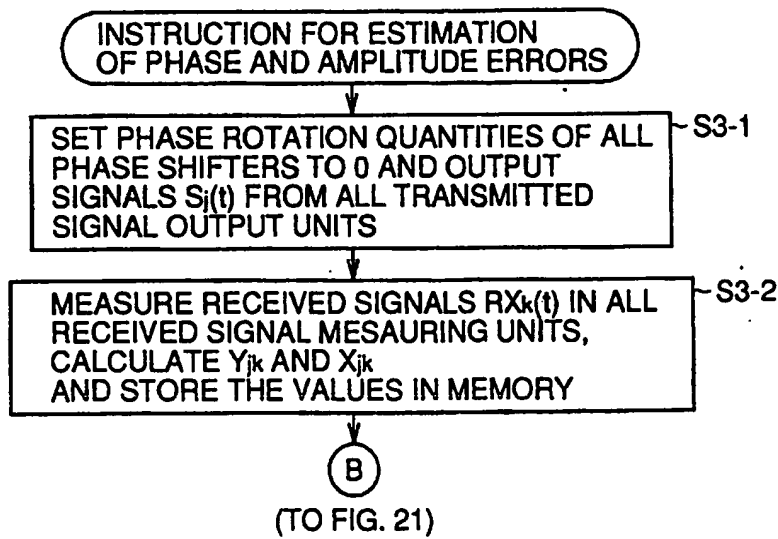 INSTRUCTION FOR ESTIMATION
OF PHASE AND AMPLITUDE ERRORS
S3-1
SET PHASE ROTATION QUANTITIES OF ALL
PHASE SHIFTERS TO 0 AND OUTPUT
SIGNALS Sj(t) FROM ALL TRANSMITTED
SIGNAL OUTPUT UNITS
S3-2
MEASURE RECEIVED SIGNALS RXk(t) IN ALL
RECEIVED SIGNAL MESAURING UNITS,
CALCULATE Yjk AND Xjk
AND STORE THE VALUES IN MEMORY
B
(TO FIG. 21)